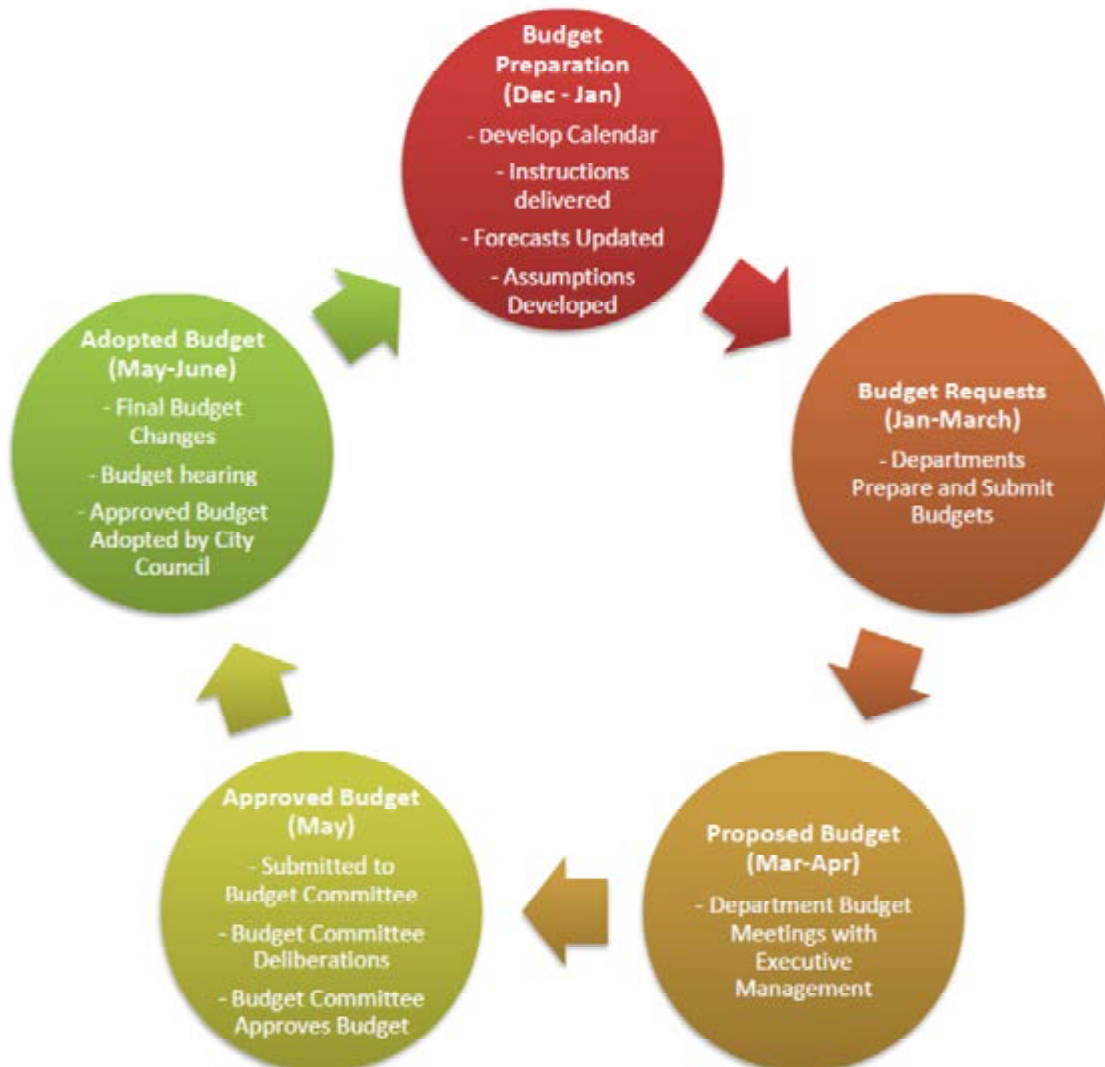 Budget
Preparation
(Dec - Jan)
- Develop Calendar
- Instructions
delivered
- Forecasts Updated
- Assumptions
Developed
Budget Requests
(Jan-March)
- Departments
Prepare and Submit
Budgets
Proposed Budget
(Mar-Apr)
- Department Budget
Meetings with
Executive
Management
Approved Budget
(May)
- Submitted to
Budget Committee
- Budget Committee
Deliberations
- Budget Committee
Approves Budget
Adopted Budget
(May-June)
- Final Budget
Changes
- Budget hearing
- Approved Budget
Adopted by City
Council